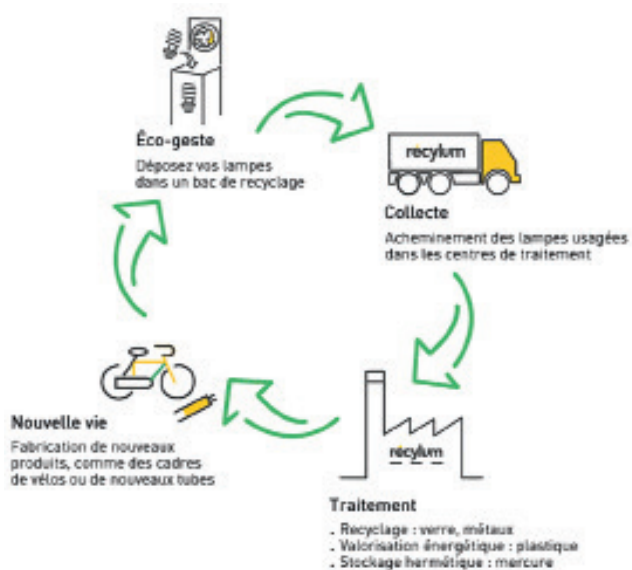 Éco-geste
Déposez vos lampes
dans un bac de recyclage
récylum
Collecte
Acheminement des lampes usagées
dans les centres de traitement
Nouvelle vie
Fabrication de nouveaux
produits, comme des cadres
de vélos ou de nouveaux tubes
récylum
Traitement
. Recyclage : verre, métaux
. Valorisation énergétique : plastique
. Stockage hermétique : mercure